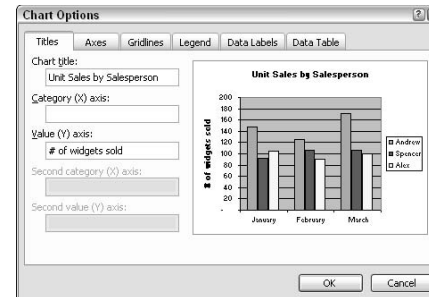 Chart Options
?
Titles Axes Gridlines Legend Data Labels Data Table
Chart title:
Unit Sales by Salesperson
Category (X) axis:
Value (Y) axis:
# of widgets sold
Second category (X) axis:
Second value (Y) axis:
Unit Sales by Salesperson
# of widgets sold
200
180
160
140
120
100
80
60
40
20
-
January February March
Andrew
Spencer
Alex
OK Cancel